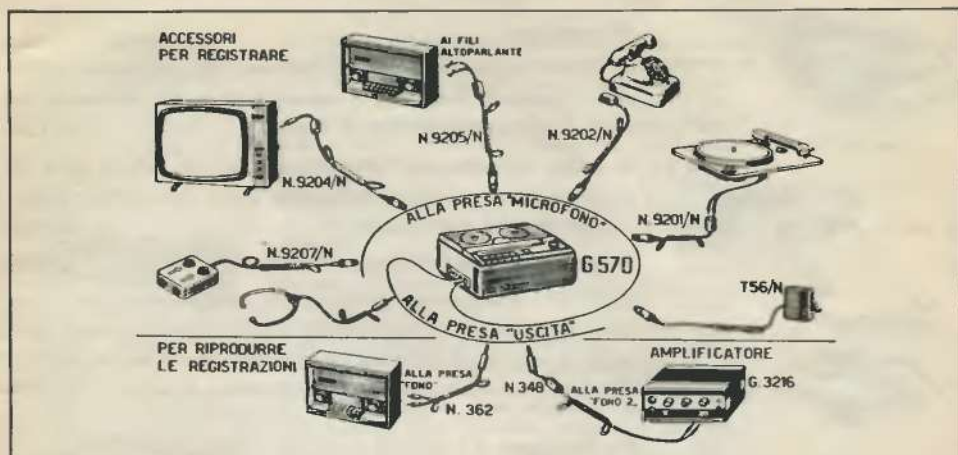 ACCESSORI
PER REGISTRARE
AI FILI
ALTOPARLANTE
N.9205/N
N.9202/N
N.9204/N
N.9201/N
ALLA PRESA "MICROFONO"
N.9207/N
G 570
T56/N
ALLA PRESA "USCITA"
PER RIPRODURRE
LE REGISTRAZIONI
ALLA PRESA
"FONO"
N. 362
N 348
ALLA PRESA
"FONO 2„
AMPLIFICATORE
G.3216